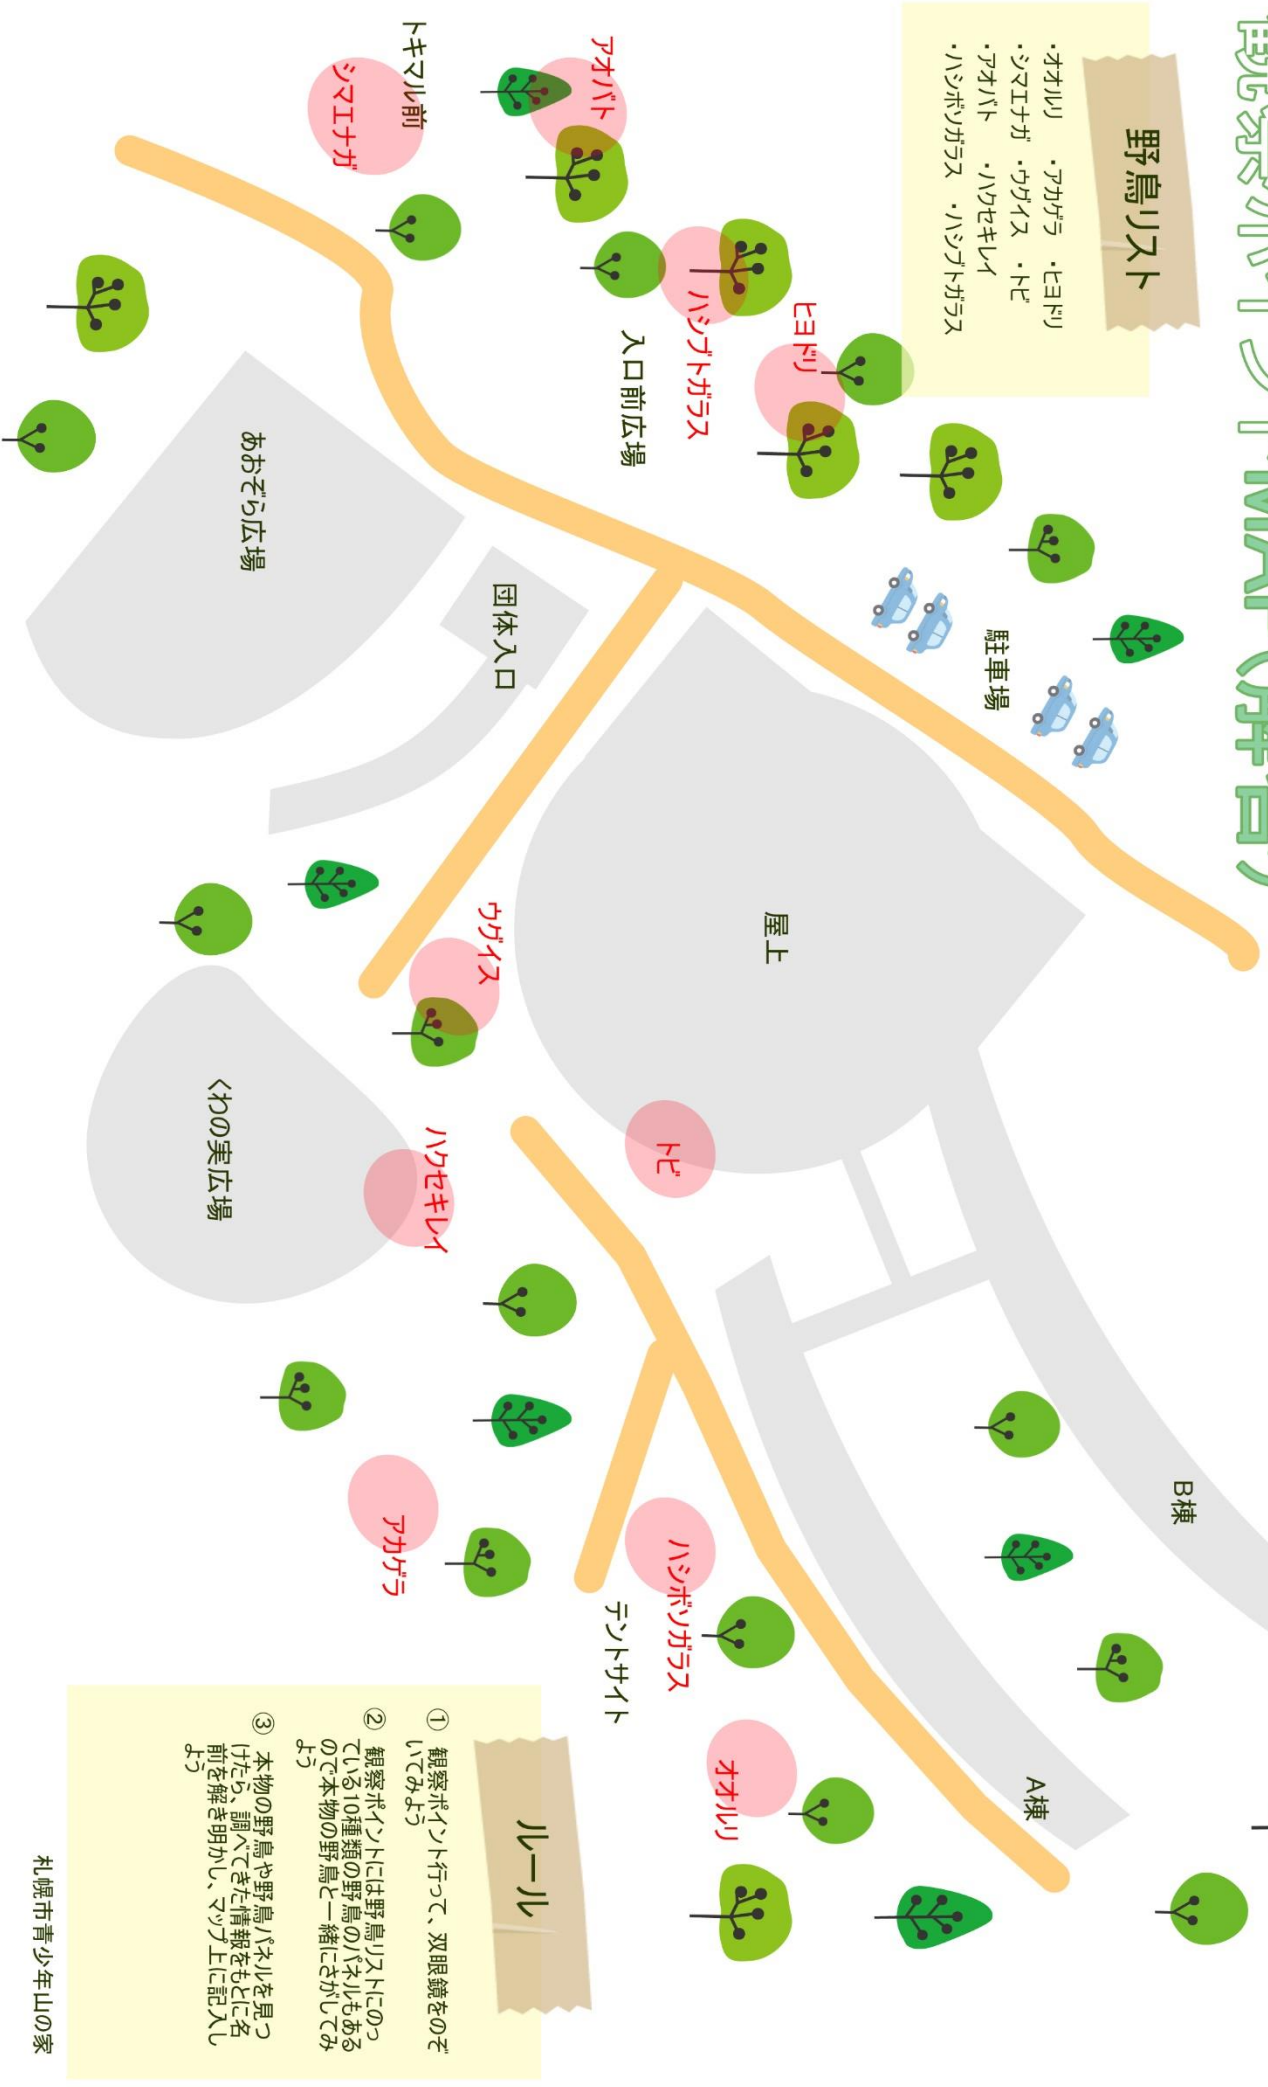 観察ポイントMAP(解答)
野鳥リスト
・オオルリ ・アカゲラ ・ヒヨドリ
・シマエナガ ・ウグイス ・トビ
・アオバト ・ハクセキレイ
・ハシボソガラス ・ハシブトガラス
駐車場
B棟
ヒヨドリ
屋上
A棟
ハシブトガラス
入口前広場
トビ
ハシボソガラス
オオルリ
アオバト
テントサイト
団体入口
ウグイス
トキマル前
シマエナガ
ハクセキレイ
アカゲラ
あおぞら広場
くわの実広場
ルール
① 観察ポイント行って、双眼鏡をのぞ
いてみよう
② 観察ポイントには野鳥リストにのっ
ている10種類の野鳥のパネルもある
ので本物の野鳥と一緒にさがしてみ
よう
③ 本物の野鳥や野鳥パネルを見つ
けたら、調べてきた情報をもとに名
前を解き明かし、マップ上に記入し
よう
札幌市青少年山の家